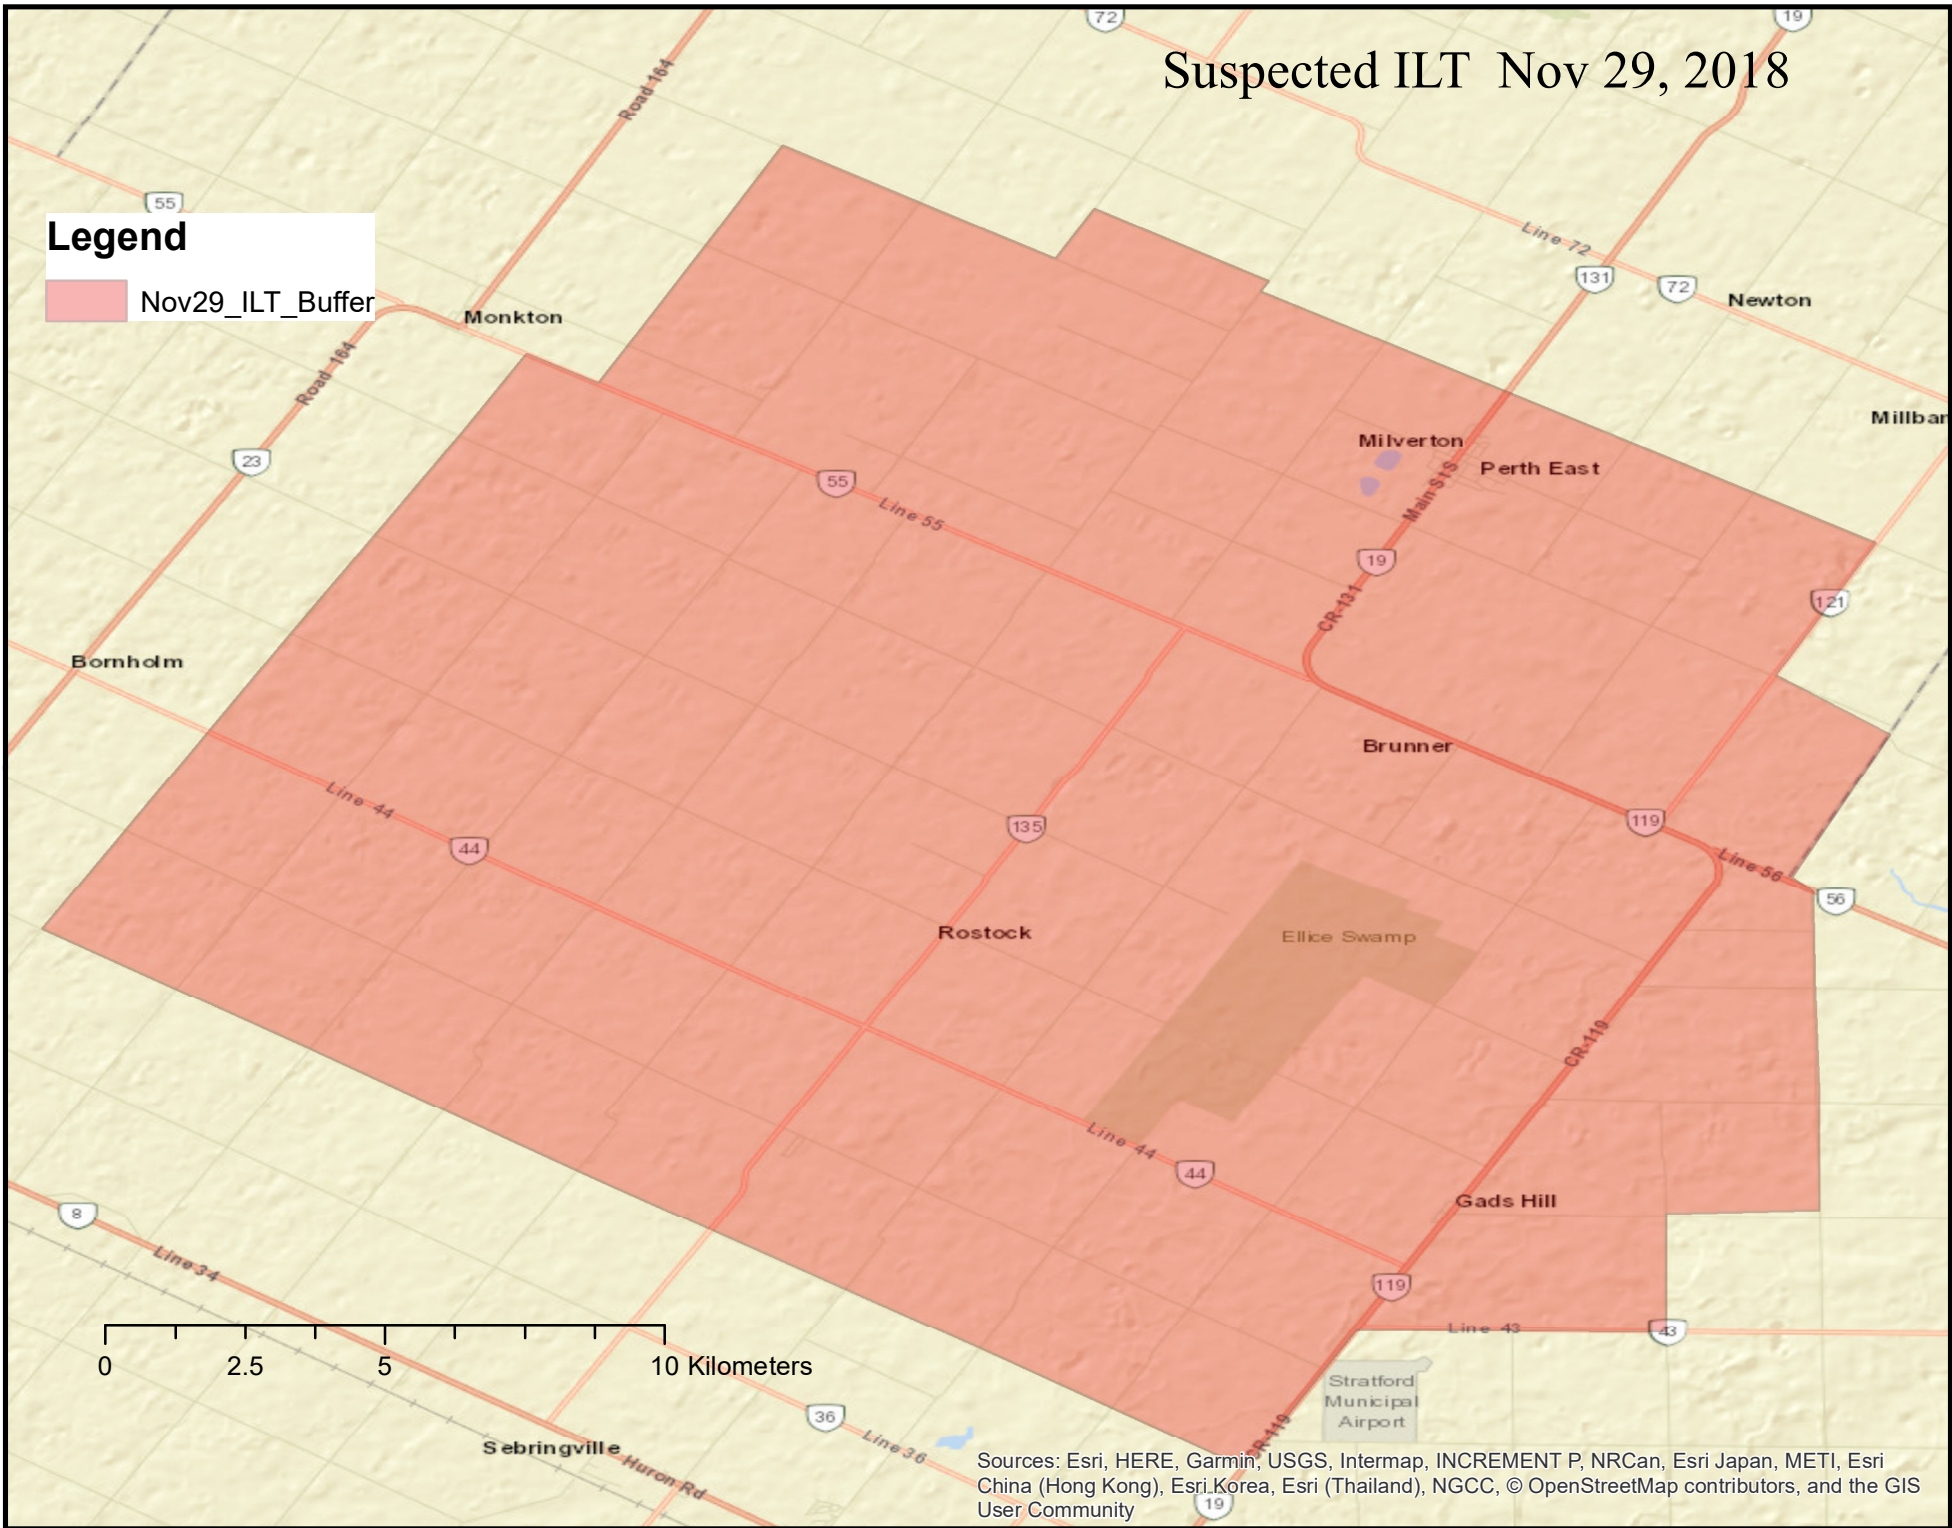 72
19
Suspected ILT  Nov 29, 2018
Road 164
55
Legend
Nov29_ILT_Buffer
Line 72
131
72
Newton
Monkton
Road 164
Milverton
Perth East
Main St S
23
55
Line 55
19
CR-131
121
Bornholm
Brunner
Line 44
44
135
119
Line 56
56
Rostock
Ellice Swamp
CR-119
Line 44
44
Gads Hill
8
Line 34
119
Line 43
43
0
2.5
5
10 Kilometers
Stratford
Municipal
Airport
36
Line 36
CR-119
Sebringville
Huron Rd
19
Sources: Esri, HERE, Garmin, USGS, Intermap, INCREMENT P, NRCan, Esri Japan, METI, Esri
China (Hong Kong), Esri Korea, Esri (Thailand), NGCC, © OpenStreetMap contributors, and the GIS
User Community